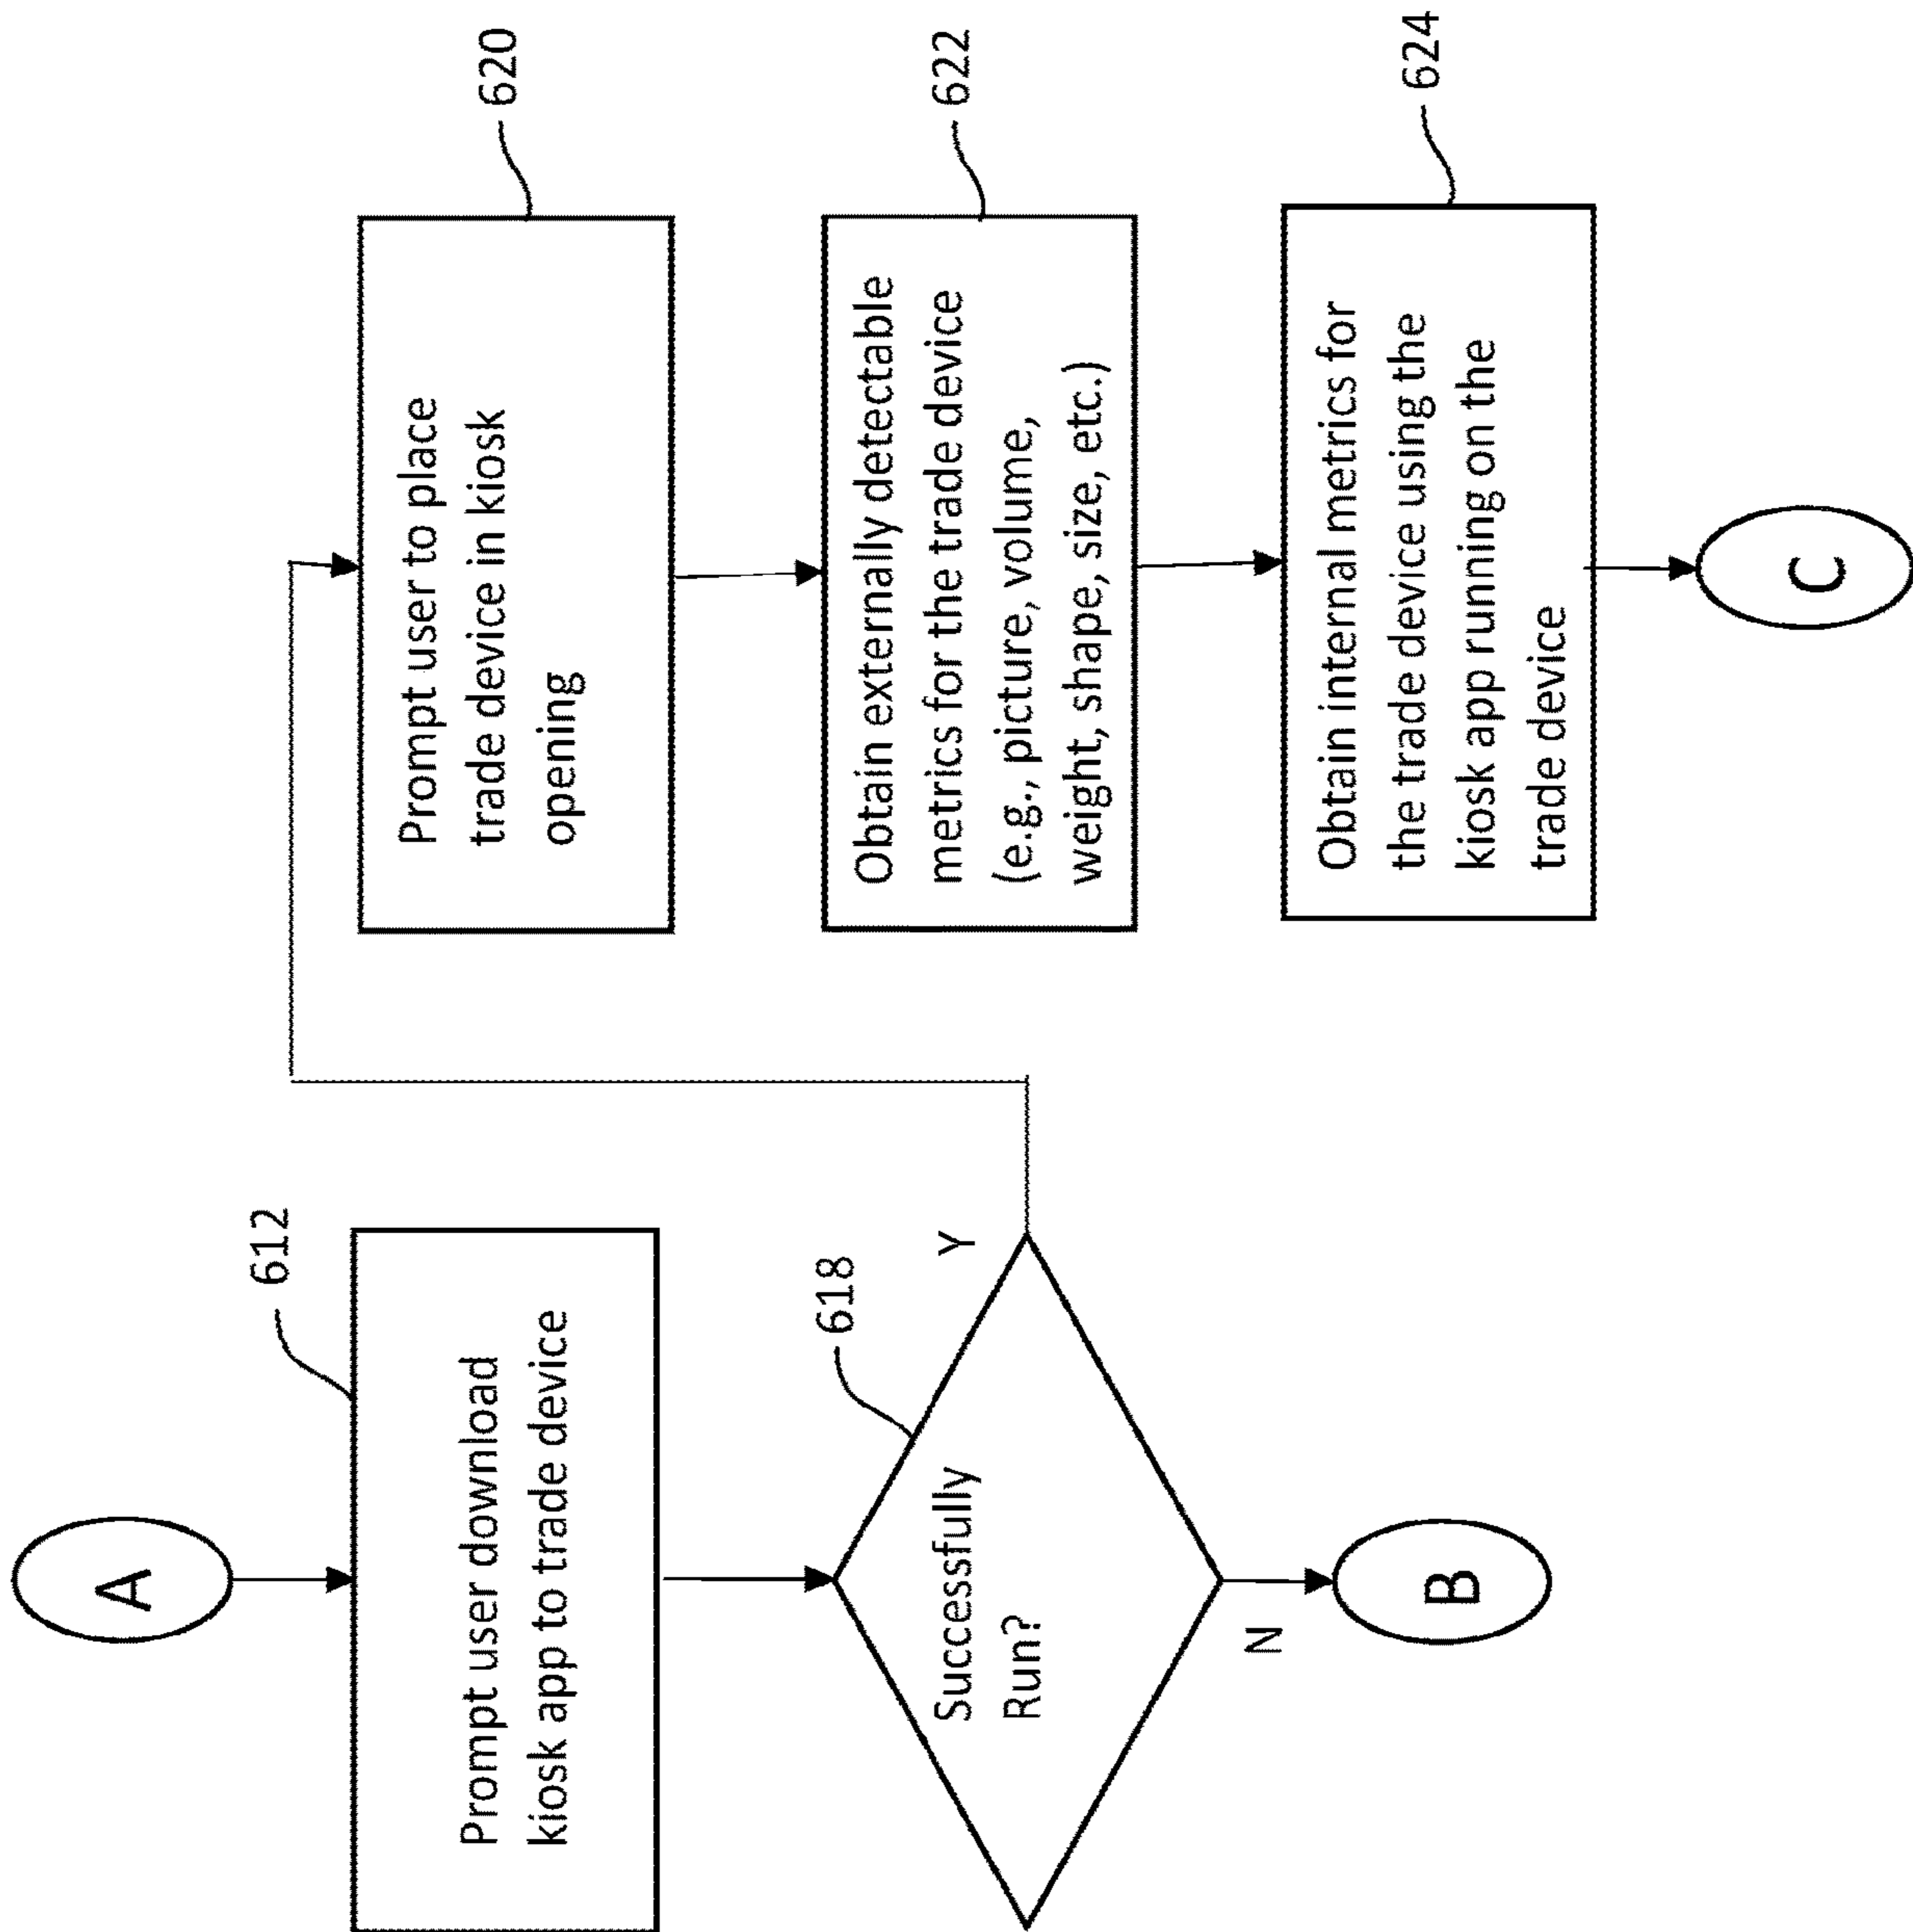 A
612
Prompt user download
kiosk app to trade device
618
Successfully
Run?
Y
N
B
620
Prompt user to place
trade device in kiosk
opening
622
Obtain externally detectable
metrics for the trade device
(e.g., picture, volume,
weight, shape, size, etc.)
624
Obtain internal metrics for
the trade device using the
kiosk app running on the
trade device
C